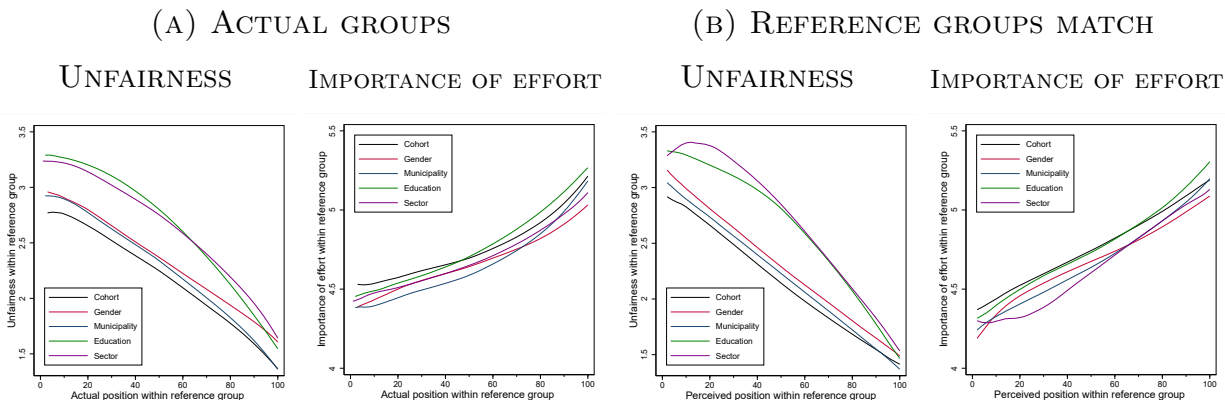 (A) ACTUAL GROUPS
(B) REFERENCE GROUPS MATCH
UNFAIRNESS
IMPORTANCE OF EFFORT
UNFAIRNESS
IMPORTANCE OF EFFORT
Unfairness within reference group
3.5
3
2.5
2
1.5
Cohort
Gender
Municipality
Education
Sector
0 20 40 60 80 100
Actual position within reference group
Importance of effort within reference group
5.5
5
4.5
4
Cohort
Gender
Municipality
Education
Sector
0 20 40 60 80 100
Actual position within reference group
Unfairness within reference group
3.5
3
2.5
2
1.5
Cohort
Gender
Municipality
Education
Sector
0 20 40 60 80 100
Perceived position within reference group
Importance of effort within reference group
5.5
5
4.5
4
Cohort
Gender
Municipality
Education
Sector
0 20 40 60 80 100
Perceived position within reference group